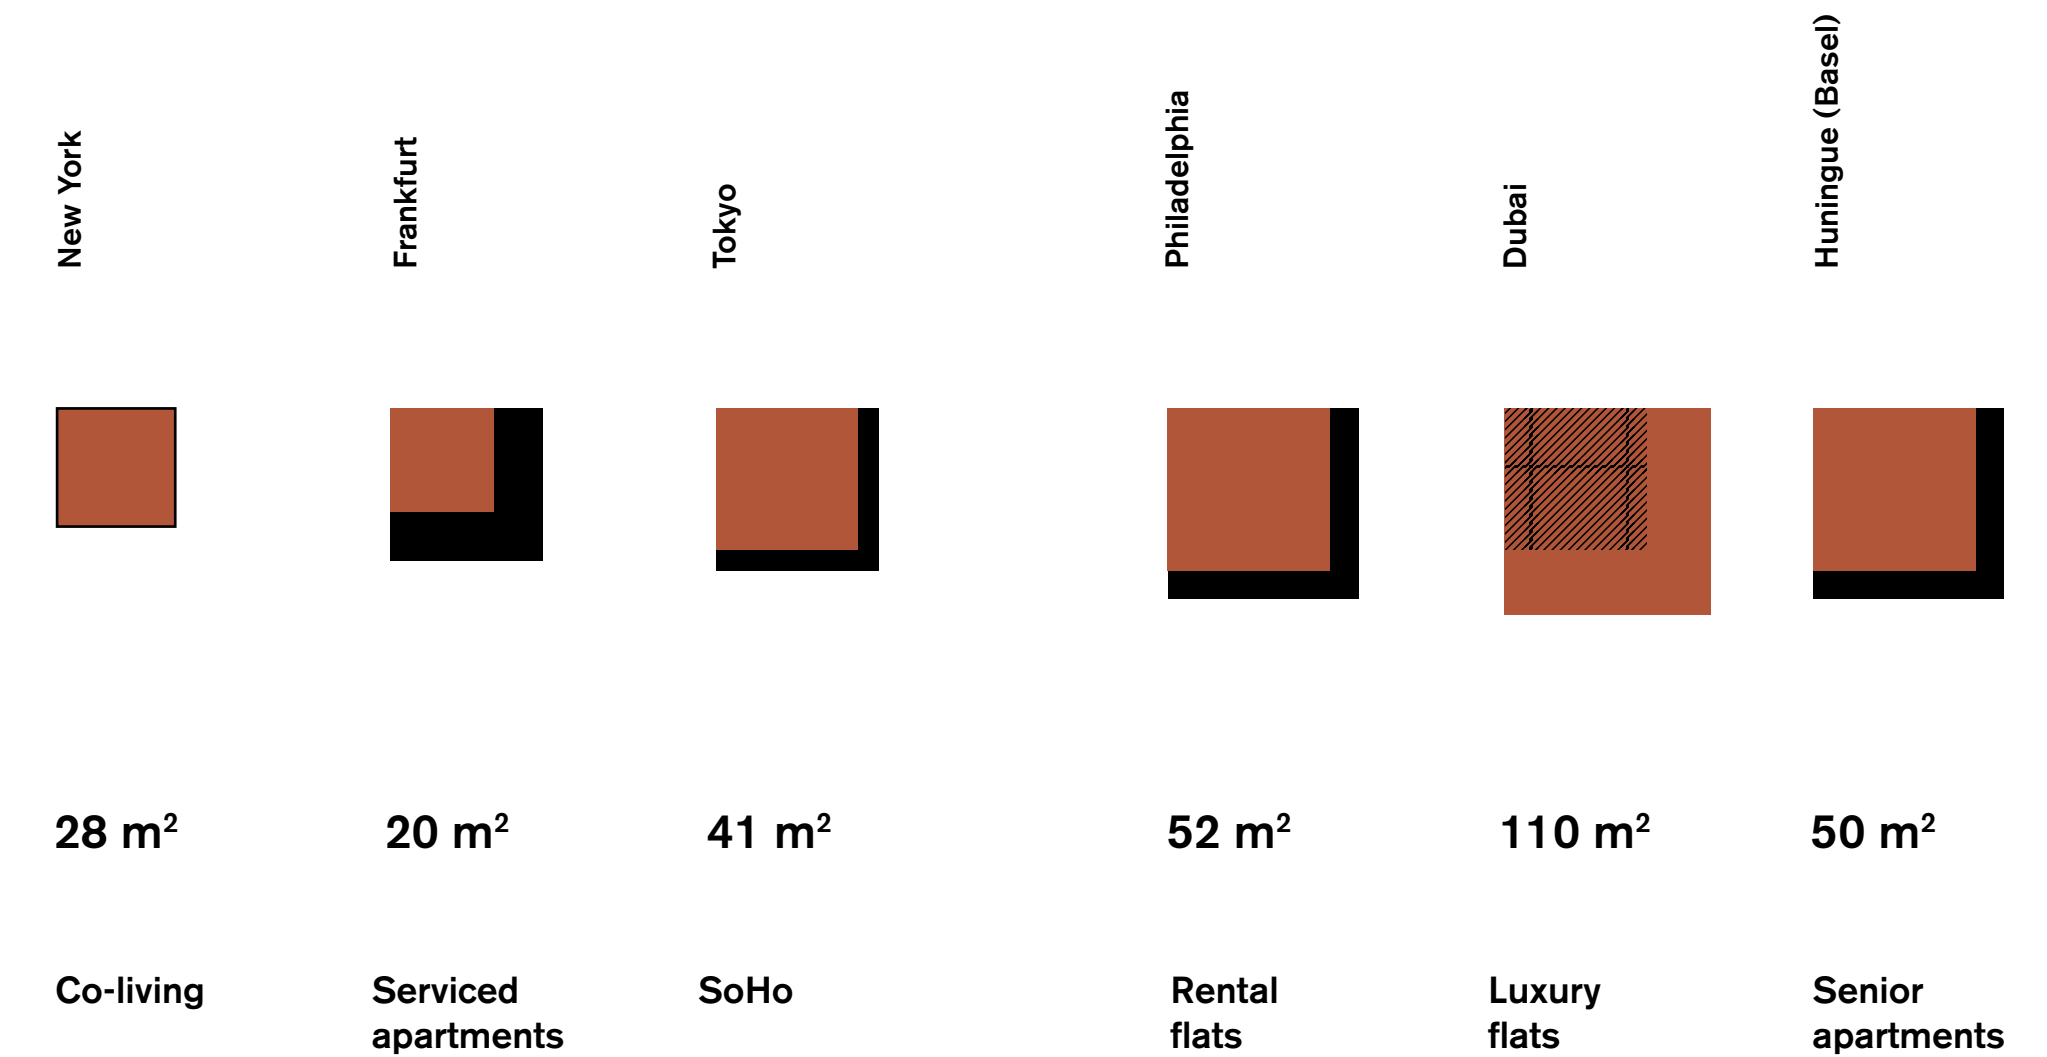 New York
Frankfurt
Tokyo
Philadelphia
Dubai
Huningue (Basel)
28 m²
20 m²
41 m²
52 m²
110 m²
50 m²
Co-living
Serviced
apartments
SoHo
Rental
flats
Luxury
flats
Senior
apartments